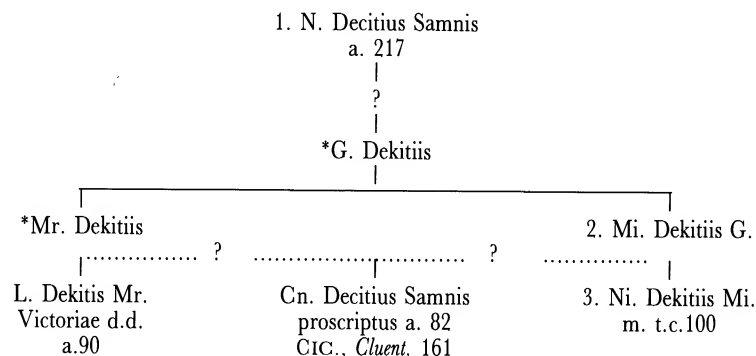 1. N. Decitius Samnis
a. 217
?
*G. Dekitiis
*Mr. Dekitiis
2. Mi. Dekitiis G.
? ?
L. Dekitis Mr.
Victoriae d.d.
a.90
Cn. Decitius Samnis
proscriptus a. 82
CIC., Cluent. 161
3. Ni. Dekitiis Mi.
m. t.c.100